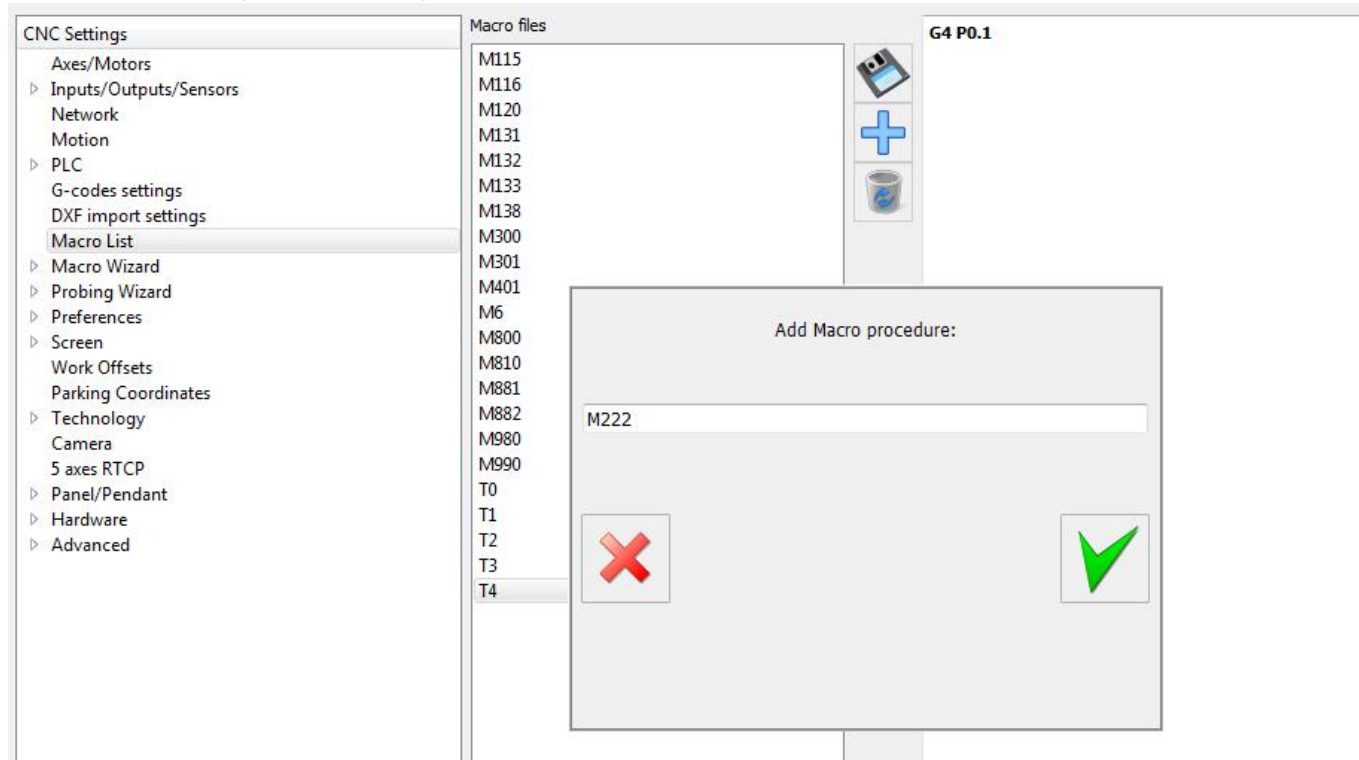 CNC Settings
Axes/Motors
Inputs/Outputs/Sensors
Network
Motion
PLC
G-codes settings
DXF import settings
Macro List
Macro Wizard
Probing Wizard
Preferences
Screen
Work Offsets
Parking Coordinates
Technology
Camera
5 axes RTCP
Panel/Pendant
Hardware
Advanced
Macro files
M115
M116
M120
M131
M132
M133
M138
M300
M301
M401
M6
M800
M810
M881
M882
M980
M990
T0
T1
T2
T3
T4
G4 P0.1
Add Macro procedure:
M222